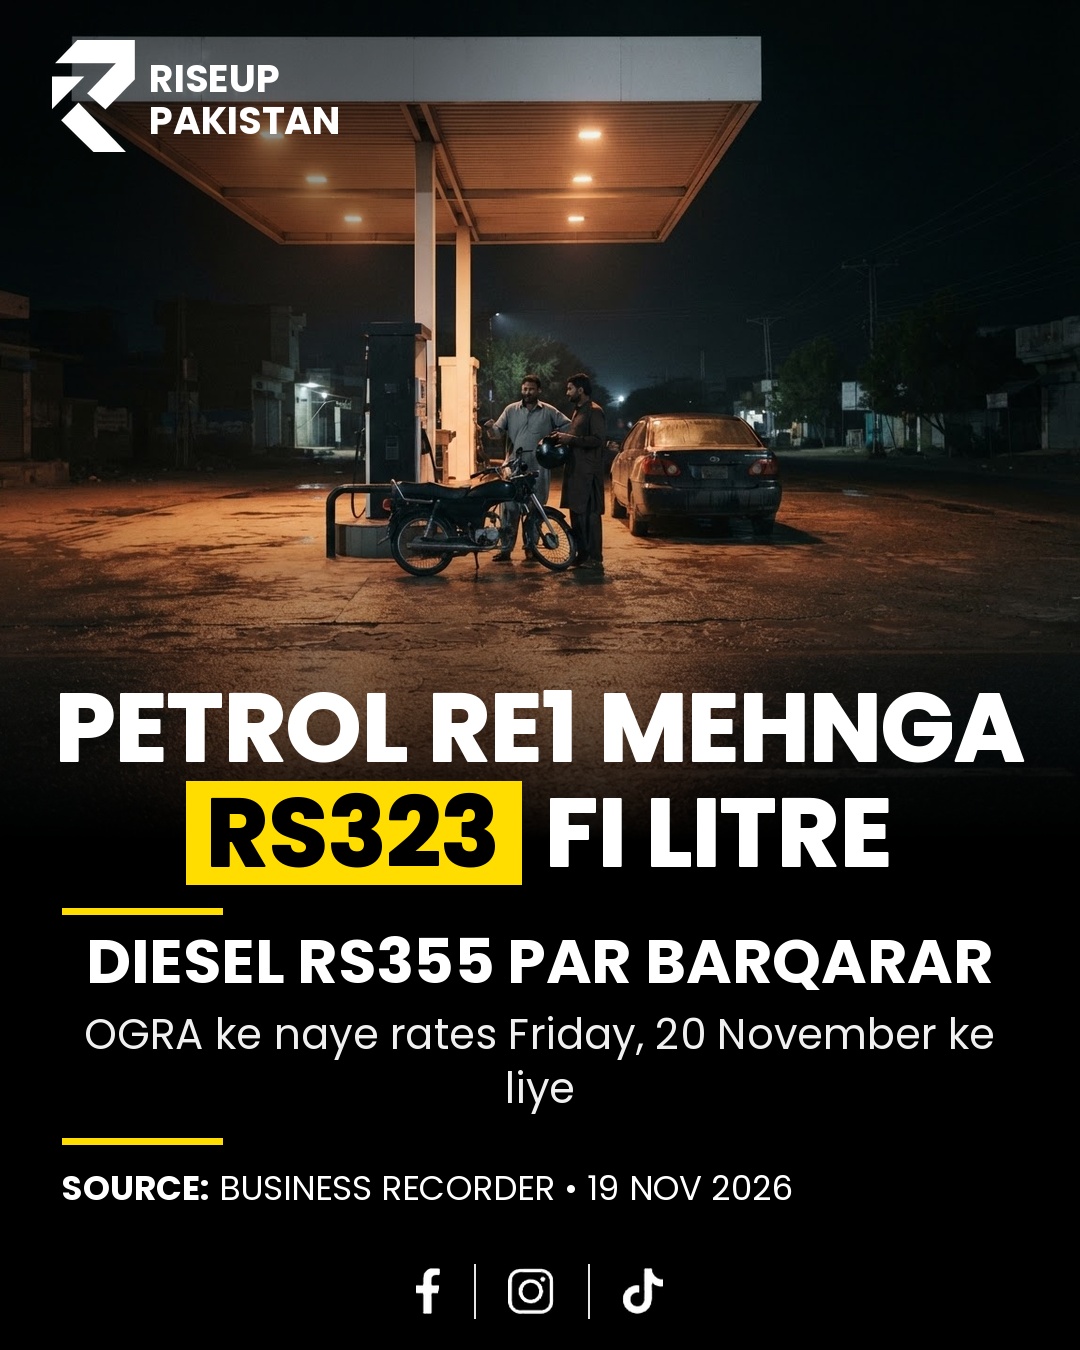 RISEUP
PAKISTAN
PETROL RE1 MEHNGA
RS323 FI LITRE
DIESEL RS355 PAR BARQARAR
OGRA ke naye rates Friday, 20 November ke
liye
SOURCE: BUSINESS RECORDER • 19 NOV 2026